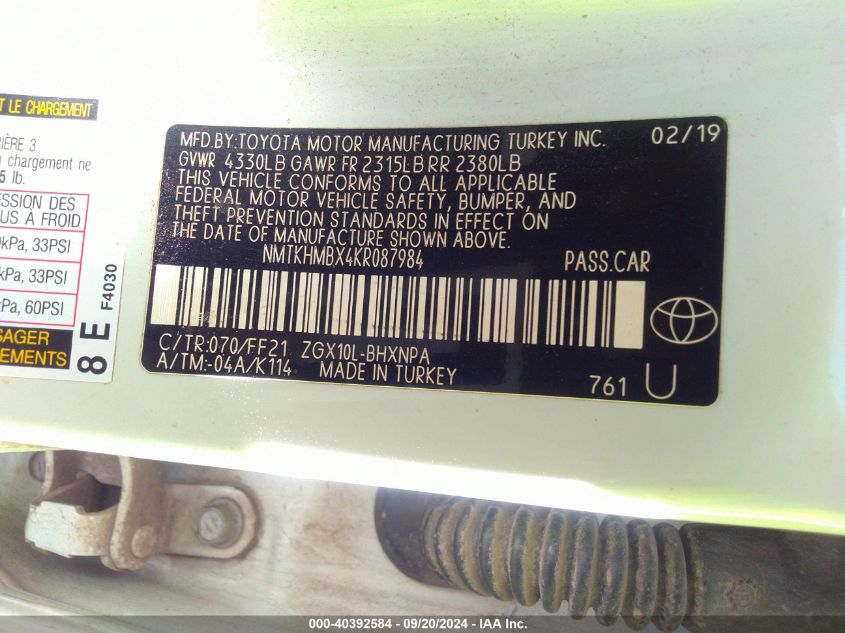 T LE CHARGEMENT
IÈRE 3
chargement ne
5 lb.
ESSION DES
US A FROID
kPa, 33PSI
kPa, 33PSI
Pa, 60PSI
SAGER
EMENTS
8 E F4030
MFD.BY:TOYOTA MOTOR MANUFACTURING TURKEY INC. 02/19
GVWR 4330LB GAWR FR 2315LB RR 2380LB
THIS VEHICLE CONFORMS TO ALL APPLICABLE
FEDERAL MOTOR VEHICLE SAFETY, BUMPER, AND
THEFT PREVENTION STANDARDS IN EFFECT ON
THE DATE OF MANUFACTURE SHOWN ABOVE.
NMTKHMBX4KR087984 PASS.CAR
C/TR:070/FF21 ZGX10L-BHXNPA
A/TM:-04A/K114 MADE IN TURKEY
761 U
000-40392584 - 09/20/2024 - IAA Inc.